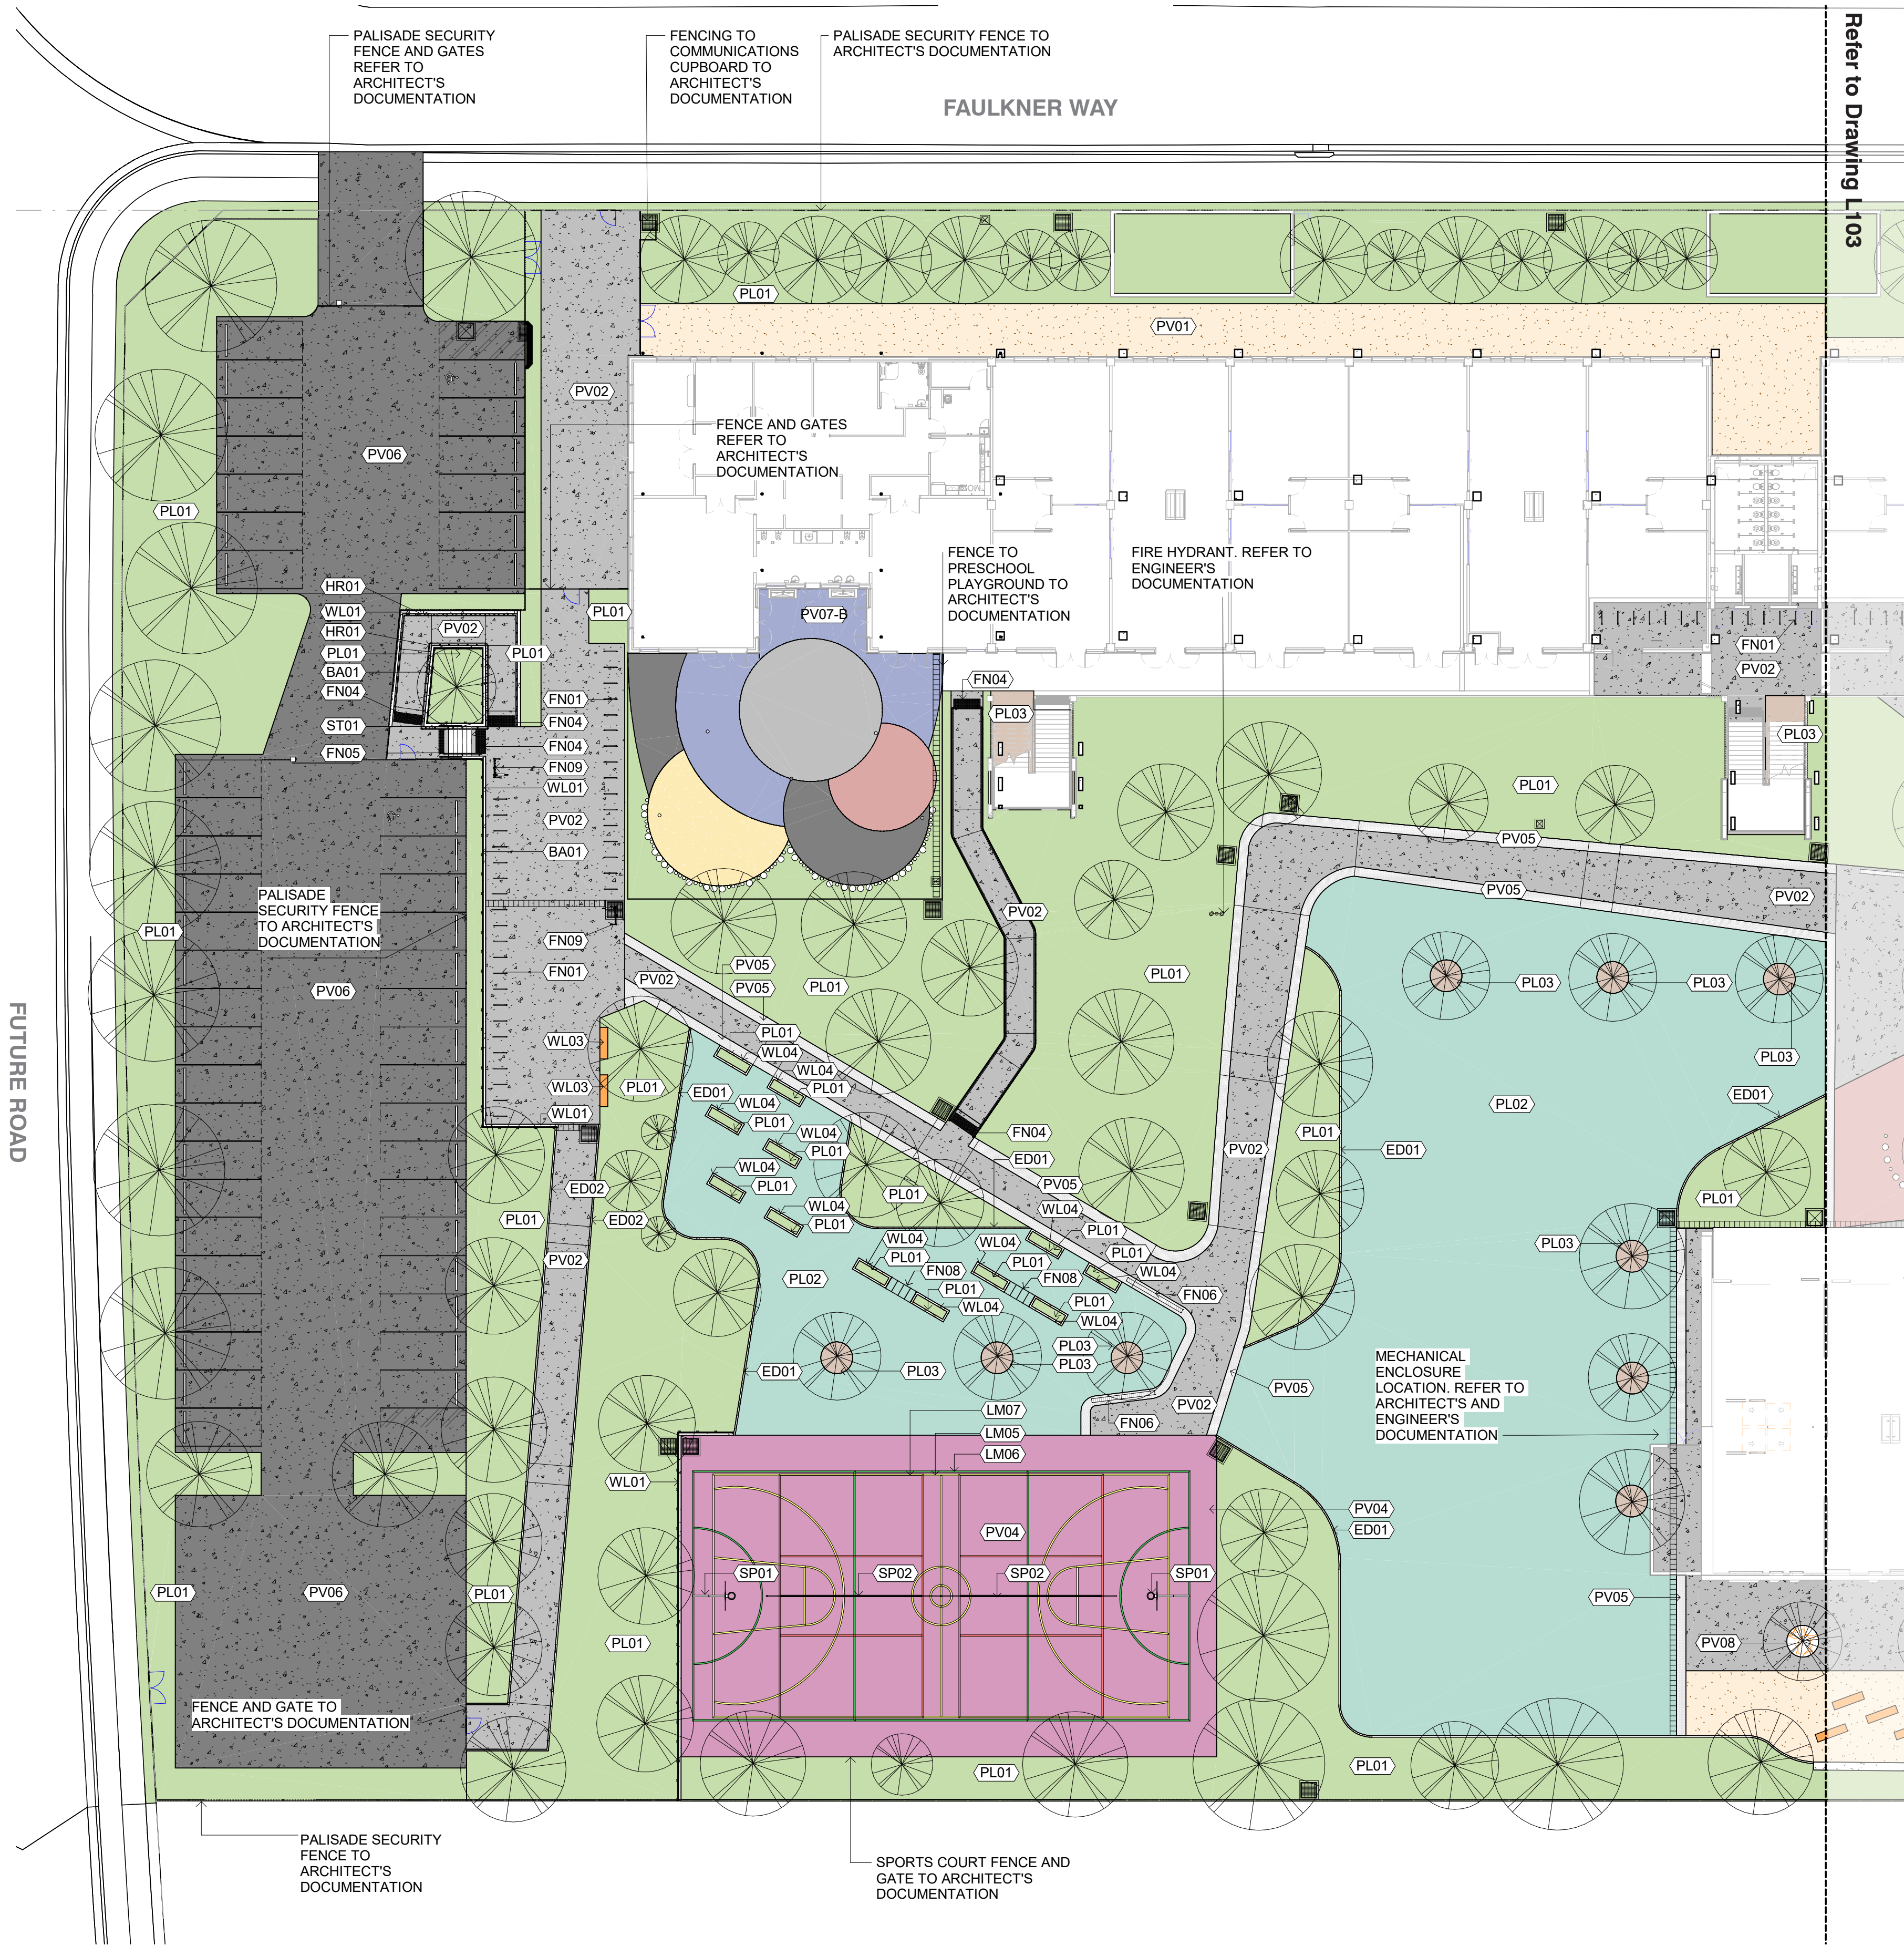 PALISADE SECURITY
FENCE AND GATES
REFER TO
ARCHITECT'S
DOCUMENTATION
FENCING TO
COMMUNICATIONS
CUPBOARD TO
ARCHITECT'S
DOCUMENTATION
PALISADE SECURITY FENCE TO
ARCHITECT'S DOCUMENTATION
FAULKNER WAY
Refer to Drawing L103
PL01
PV01
PV02
FENCE AND GATES
REFER TO
ARCHITECT'S
DOCUMENTATION
PV06
PL01
FENCE TO
PRESCHOOL
PLAYGROUND TO
ARCHITECT'S
DOCUMENTATION
FIRE HYDRANT. REFER TO
ENGINEER'S
DOCUMENTATION
HR01
WL01
HR01
PL01
BA01
FN04
ST01
FN05
PV02
PL01
PL01
PV07-B
FN01
FN04
FN04
FN09
WL01
PV02
BA01
FN09
FN01
FN04
PL03
FN01
PV02
PL03
PL01
PV05
PV05
PV02
PV02
PALISADE
SECURITY FENCE
TO ARCHITECT'S
DOCUMENTATION
PL01
PV06
FUTURE ROAD
PV02
PV05
PV05
PL01
PL01
PL03
PL03
PL03
WL03
WL03
WL01
PL01
ED01
PL01
WL04
PL01
WL04
PL01
WL04
PL01
WL04
PL01
WL04
PL01
FN04
ED01
PV05
WL04
PL01
PL01
WL04
PL01
PV02
PL01
ED01
PL02
ED01
PL01
ED02
PL01
ED02
PV02
PL02
WL04
PL01
FN08
PL01
WL04
WL04
PL01
FN08
PL01
WL04
FN06
PL03
PL03
PL03
ED01
PL03
PV05
PV02
FN06
MECHANICAL
ENCLOSURE
LOCATION. REFER TO
ARCHITECT'S AND
ENGINEER'S
DOCUMENTATION
LM07
LM05
LM06
WL01
PV04
PV04
ED01
SP01
SP02
SP02
SP01
PL01
PV06
PL01
PL01
PV05
PV08
FENCE AND GATE TO
ARCHITECT'S DOCUMENTATION
PL01
PL01
PALISADE SECURITY
FENCE TO
ARCHITECT'S
DOCUMENTATION
SPORTS COURT FENCE AND
GATE TO ARCHITECT'S
DOCUMENTATION